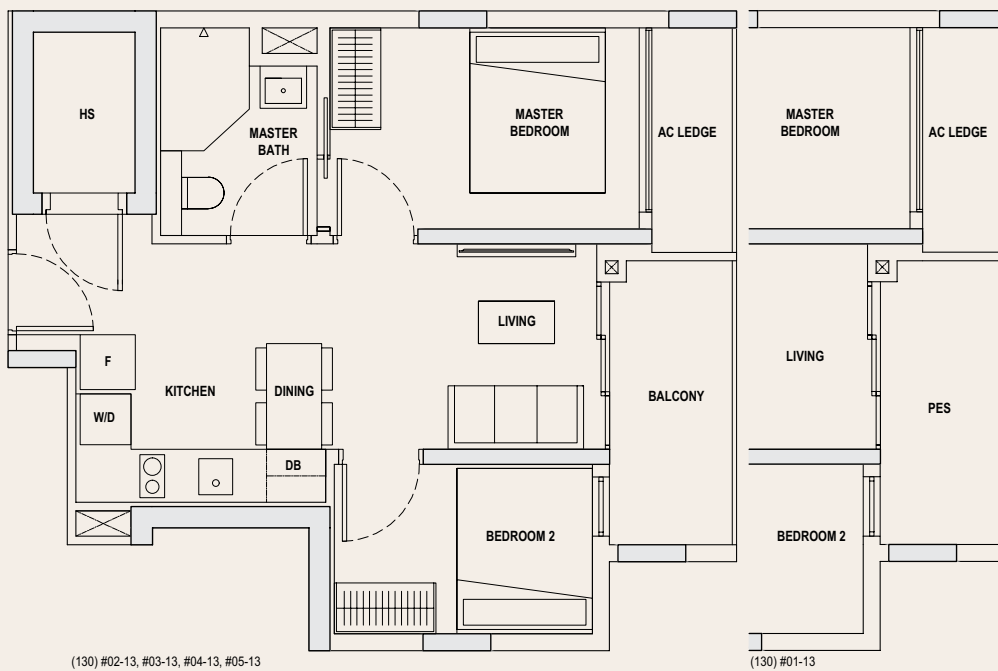 HS
MASTER
BATH
MASTER
BEDROOM
AC LEDGE
MASTER
BEDROOM
AC LEDGE
LIVING
F
KITCHEN
DINING
W/D
DB
BALCONY
LIVING
PES
BEDROOM 2
BEDROOM 2
(130) #02-13, #03-13, #04-13, #05-13
(130) #01-13